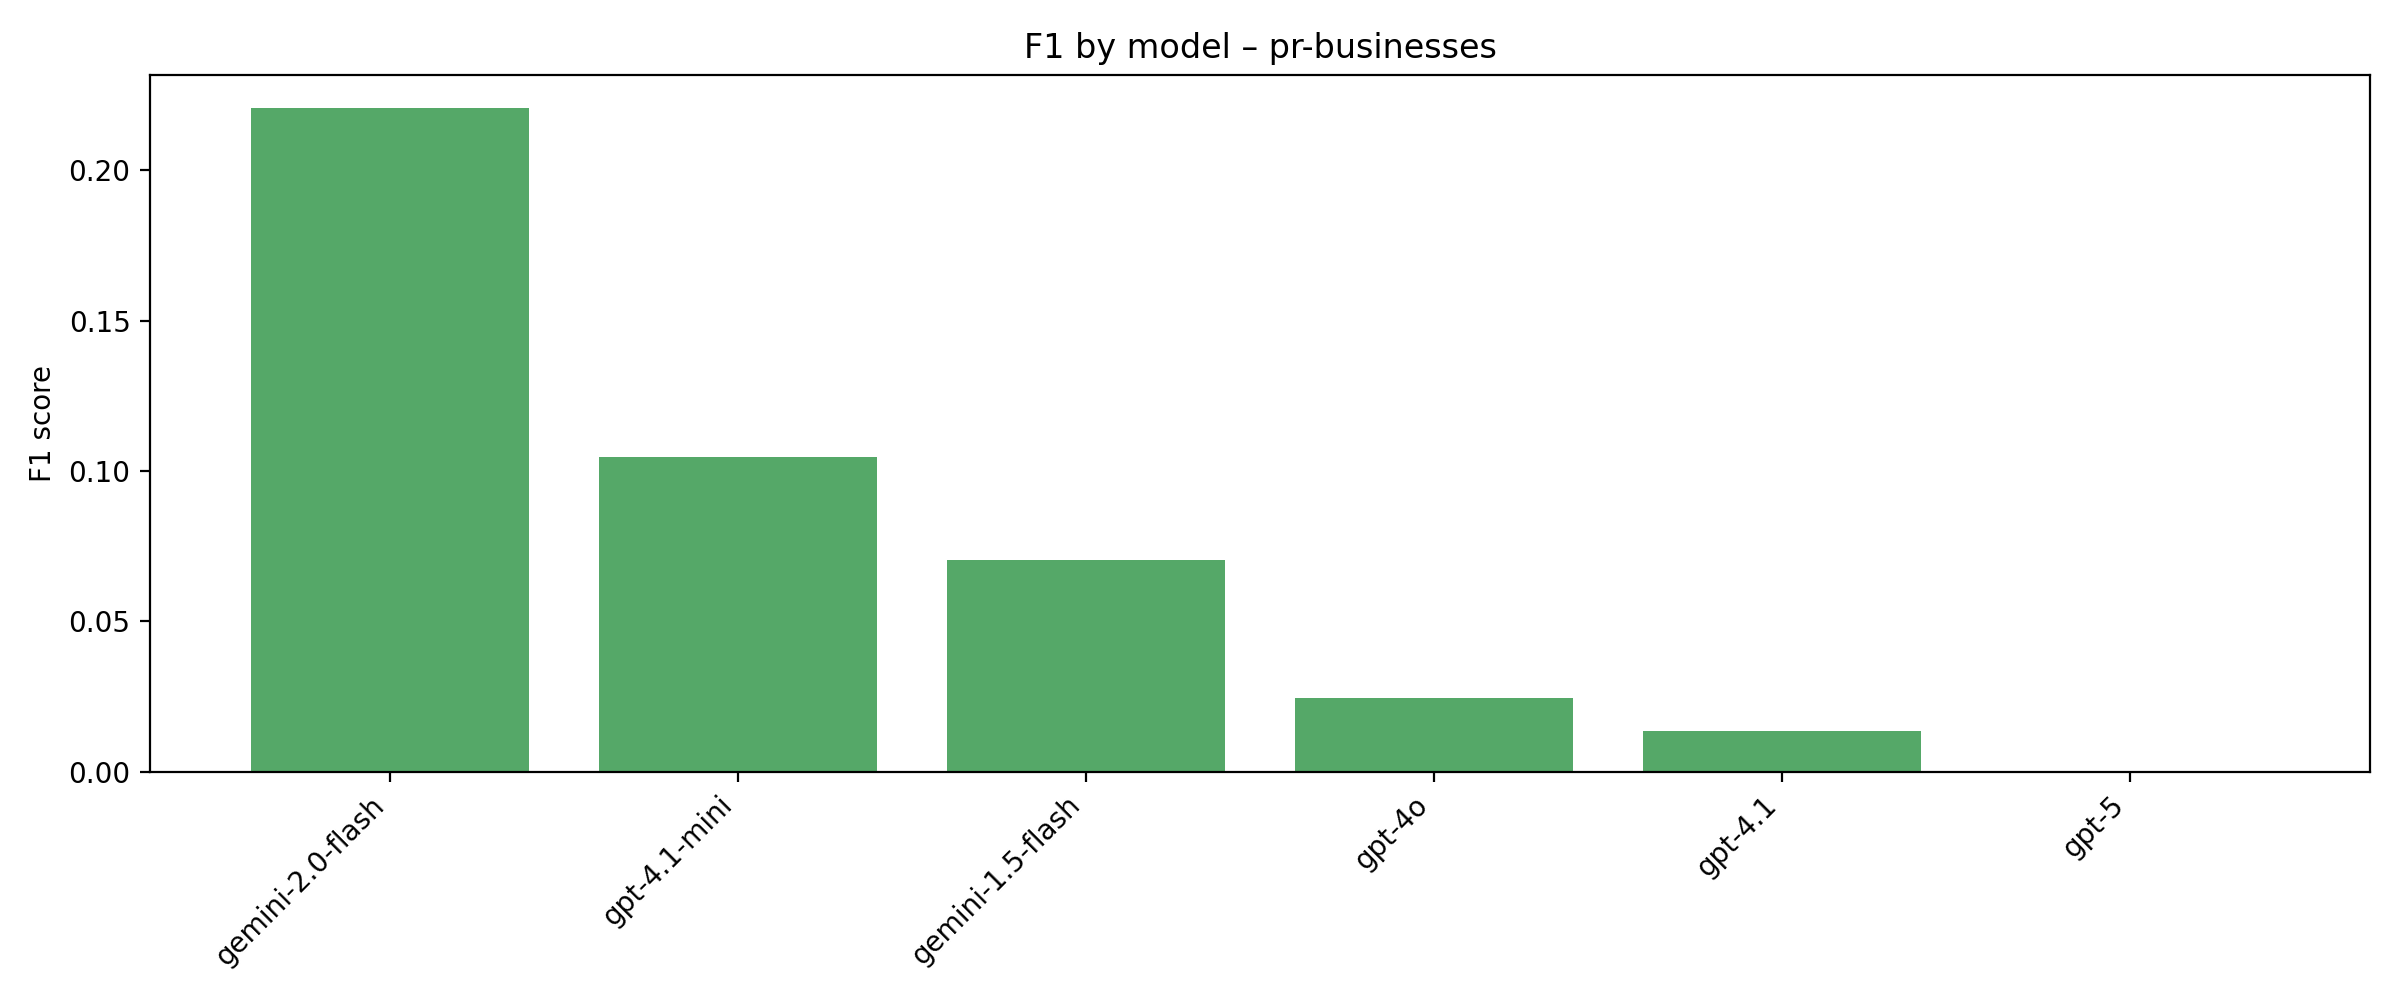 F1 by model – pr-businesses
F1 score
0.20
0.15
0.10
0.05
0.00
gemini-2.0-flash
gpt-4.1-mini
gemini-1.5-flash
gpt-4o
gpt-4.1
gpt-5